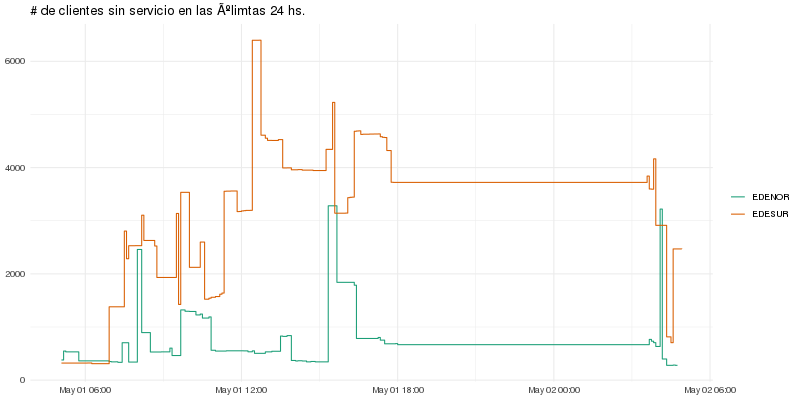 # de clientes sin servicio en las Ãºlimtas 24 hs.
6000
4000
2000
0
May 01 06:00
May 01 12:00
May 01 18:00
May 02 00:00
May 02 06:00
EDENOR
EDESUR